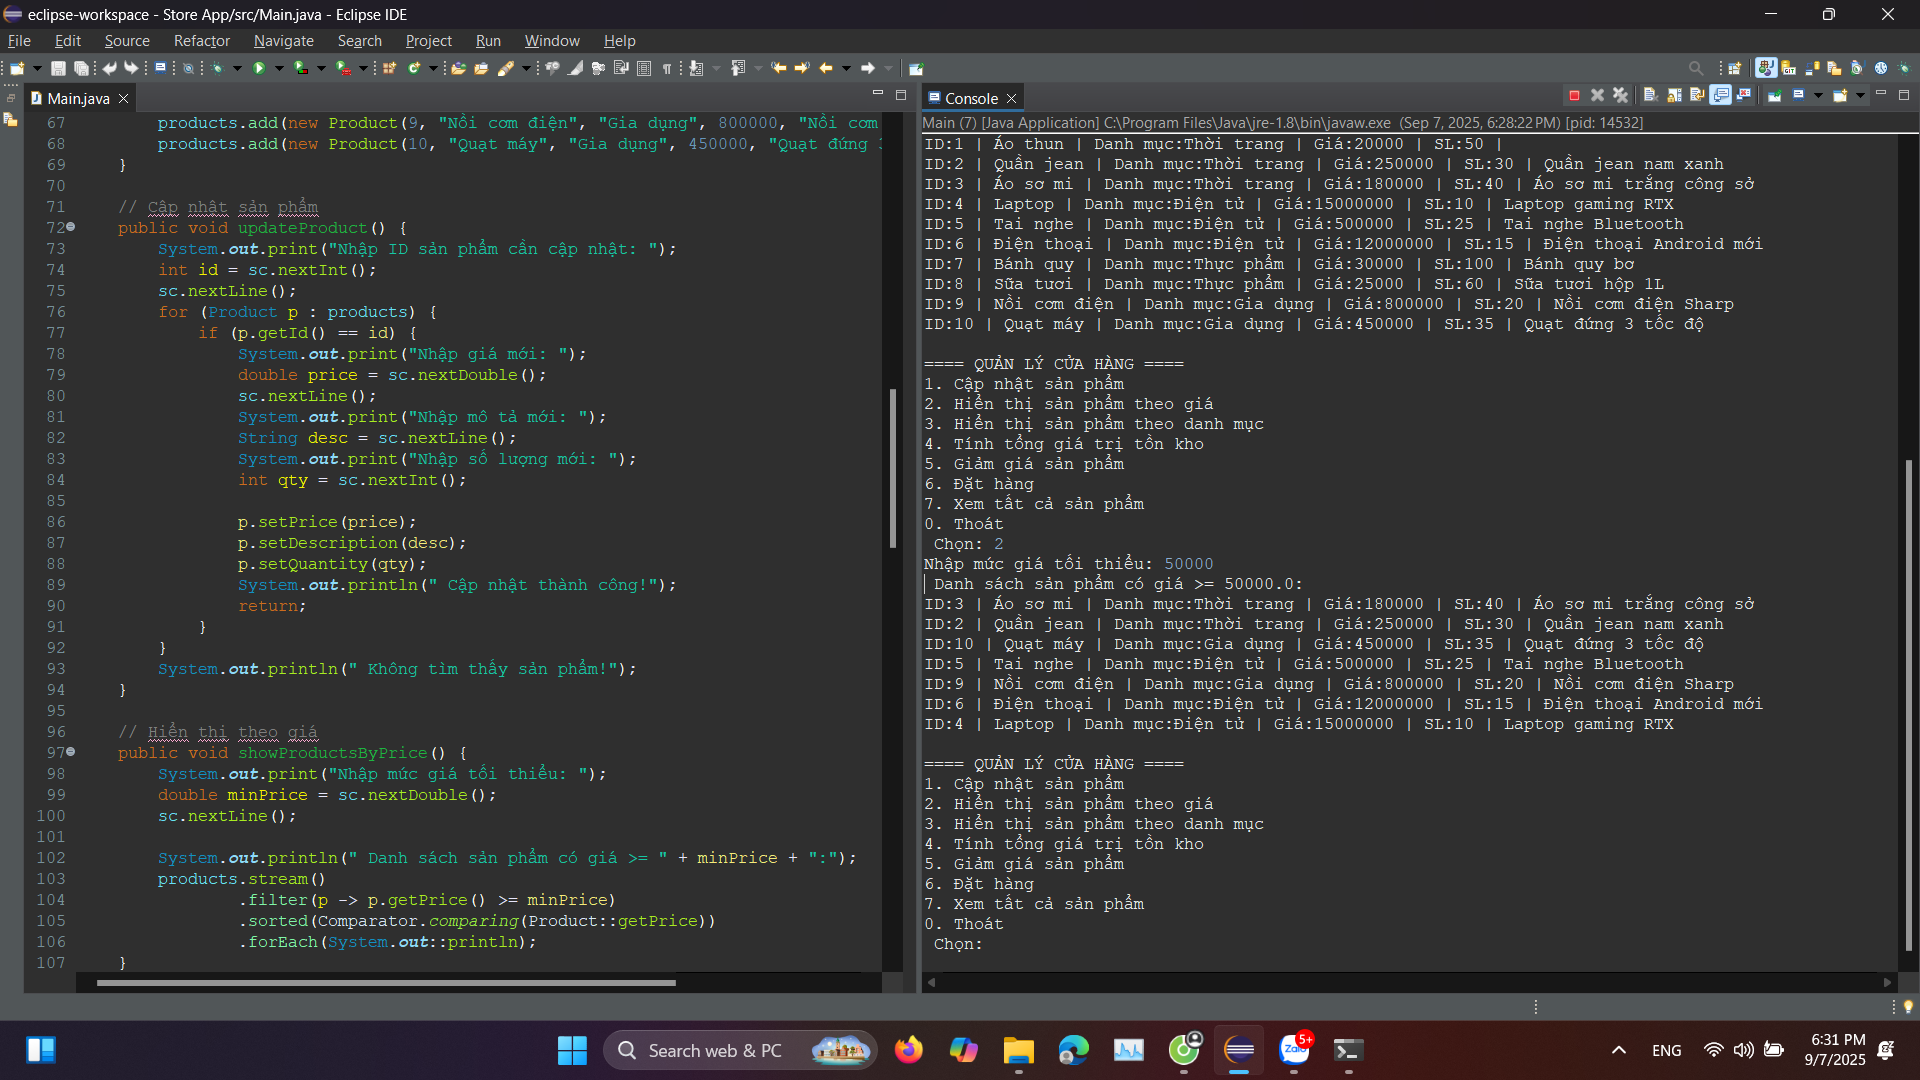 eclipse-workspace - Store App/src/Main.java - Eclipse IDE
File Edit Source Refactor Navigate Search Project Run Window Help
Main.java
67 products.add(new Product(9, "Nồi cơm điện", "Gia dụng", 800000, "Nồi cơm
68 products.add(new Product(10, "Quạt máy", "Gia dụng", 450000, "Quạt đứng 3
69 }
70
71 // Cập nhật sản phẩm
72 public void updateProduct() {
73 System.out.print("Nhập ID sản phẩm cần cập nhật: ");
74 int id = sc.nextInt();
75 sc.nextLine();
76 for (Product p : products) {
77 if (p.getId() == id) {
78 System.out.print("Nhập giá mới: ");
79 double price = sc.nextDouble();
80 sc.nextLine();
81 System.out.print("Nhập mô tả mới: ");
82 String desc = sc.nextLine();
83 System.out.print("Nhập số lượng mới: ");
84 int qty = sc.nextInt();
85
86 p.setPrice(price);
87 p.setDescription(desc);
88 p.setQuantity(qty);
89 System.out.println(" Cập nhật thành công!");
90 return;
91 }
92 }
93 System.out.println(" Không tìm thấy sản phẩm!");
94 }
95
96 // Hiển thị theo giá
97 public void showProductsByPrice() {
98 System.out.print("Nhập mức giá tối thiểu: ");
99 double minPrice = sc.nextDouble();
100 sc.nextLine();
101
102 System.out.println(" Danh sách sản phẩm có giá >= " + minPrice + ":");
103 products.stream()
104 .filter(p -> p.getPrice() >= minPrice)
105 .sorted(Comparator.comparing(Product::getPrice))
106 .forEach(System.out::println);
107 }
Console
Main (7) [Java Application] C:\Program Files\Java\jre-1.8\bin\javaw.exe (Sep 7, 2025, 6:28:22 PM) [pid: 14532]
ID:1 | Áo thun | Danh mục:Thời trang | Giá:20000 | SL:50 |
ID:2 | Quần jean | Danh mục:Thời trang | Giá:250000 | SL:30 | Quần jean nam xanh
ID:3 | Áo sơ mi | Danh mục:Thời trang | Giá:180000 | SL:40 | Áo sơ mi trắng công sở
ID:4 | Laptop | Danh mục:Điện tử | Giá:15000000 | SL:10 | Laptop gaming RTX
ID:5 | Tai nghe | Danh mục:Điện tử | Giá:500000 | SL:25 | Tai nghe Bluetooth
ID:6 | Điện thoại | Danh mục:Điện tử | Giá:12000000 | SL:15 | Điện thoại Android mới
ID:7 | Bánh quy | Danh mục:Thực phẩm | Giá:30000 | SL:100 | Bánh quy bơ
ID:8 | Sữa tươi | Danh mục:Thực phẩm | Giá:25000 | SL:60 | Sữa tươi hộp 1L
ID:9 | Nồi cơm điện | Danh mục:Gia dụng | Giá:800000 | SL:20 | Nồi cơm điện Sharp
ID:10 | Quạt máy | Danh mục:Gia dụng | Giá:450000 | SL:35 | Quạt đứng 3 tốc độ
==== QUẢN LÝ CỬA HÀNG ====
1. Cập nhật sản phẩm
2. Hiển thị sản phẩm theo giá
3. Hiển thị sản phẩm theo danh mục
4. Tính tổng giá trị tồn kho
5. Giảm giá sản phẩm
6. Đặt hàng
7. Xem tất cả sản phẩm
0. Thoát
Chọn: 2
Nhập mức giá tối thiểu: 50000
Danh sách sản phẩm có giá >= 50000.0:
ID:3 | Áo sơ mi | Danh mục:Thời trang | Giá:180000 | SL:40 | Áo sơ mi trắng công sở
ID:2 | Quần jean | Danh mục:Thời trang | Giá:250000 | SL:30 | Quần jean nam xanh
ID:10 | Quạt máy | Danh mục:Gia dụng | Giá:450000 | SL:35 | Quạt đứng 3 tốc độ
ID:5 | Tai nghe | Danh mục:Điện tử | Giá:500000 | SL:25 | Tai nghe Bluetooth
ID:9 | Nồi cơm điện | Danh mục:Gia dụng | Giá:800000 | SL:20 | Nồi cơm điện Sharp
ID:6 | Điện thoại | Danh mục:Điện tử | Giá:12000000 | SL:15 | Điện thoại Android mới
ID:4 | Laptop | Danh mục:Điện tử | Giá:15000000 | SL:10 | Laptop gaming RTX
==== QUẢN LÝ CỬA HÀNG ====
1. Cập nhật sản phẩm
2. Hiển thị sản phẩm theo giá
3. Hiển thị sản phẩm theo danh mục
4. Tính tổng giá trị tồn kho
5. Giảm giá sản phẩm
6. Đặt hàng
7. Xem tất cả sản phẩm
0. Thoát
Chọn:
Search web & PC
Zalo
5+
ENG
6:31 PM
9/7/2025